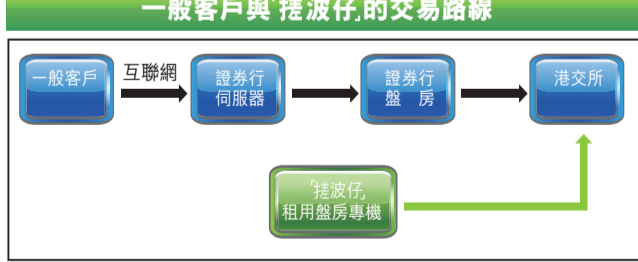 一般客戶與「搓波仔」的交易路線
一般客戶
互聯網
證券行
伺服器
證券行
盤 房
港交所
「搓波仔」
租用盤房專機